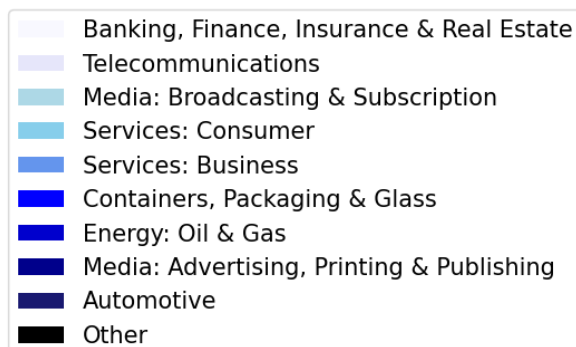 Banking, Finance, Insurance & Real Estate
Telecommunications
Media: Broadcasting & Subscription
Services: Consumer
Services: Business
Containers, Packaging & Glass
Energy: Oil & Gas
Media: Advertising, Printing & Publishing
Automotive
Other